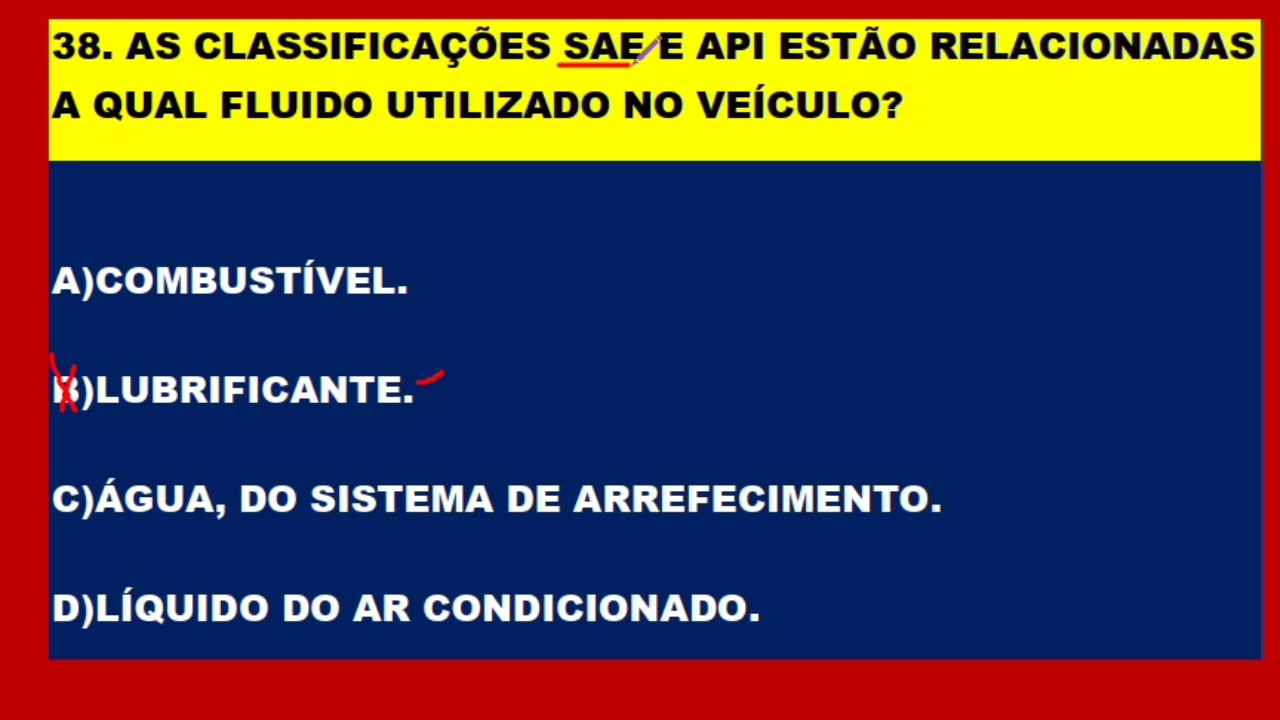 38. AS CLASSIFICAÇÕES SAE E API ESTÃO RELACIONADAS
A QUAL FLUIDO UTILIZADO NO VEÍCULO?
A)COMBUSTÍVEL.
B)LUBRIFICANTE.
C)ÁGUA, DO SISTEMA DE ARREFECIMENTO.
D)LÍQUIDO DO AR CONDICIONADO.